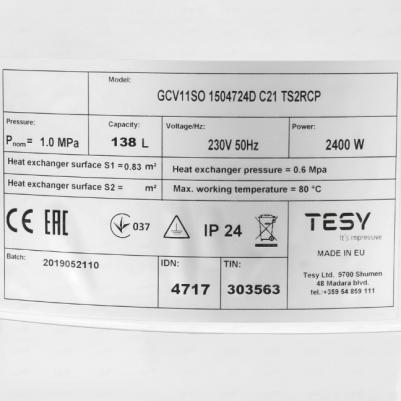 Model:
GCV11SO 1504724D C21 TS2RCP
Pressure:
Pnom= 1.0 MPa
Capacity:
138 L
Voltage/Hz:
230V 50Hz
Power:
2400 W
Heat exchanger surface S1 =0.83 m²
Heat exchanger pressure = 0.6 Mpa
Heat exchanger surface S2 = m²
Max. working temperature = 80 °C
CE EAC 037 IP 24
TESY
It's impressive
MADE IN EU
Batch:
2019052110
IDN:
4717
TIN:
303563
Tesy Ltd. 9700 Shumen
48 Madara blvd.
tel.:+359 54 859 111